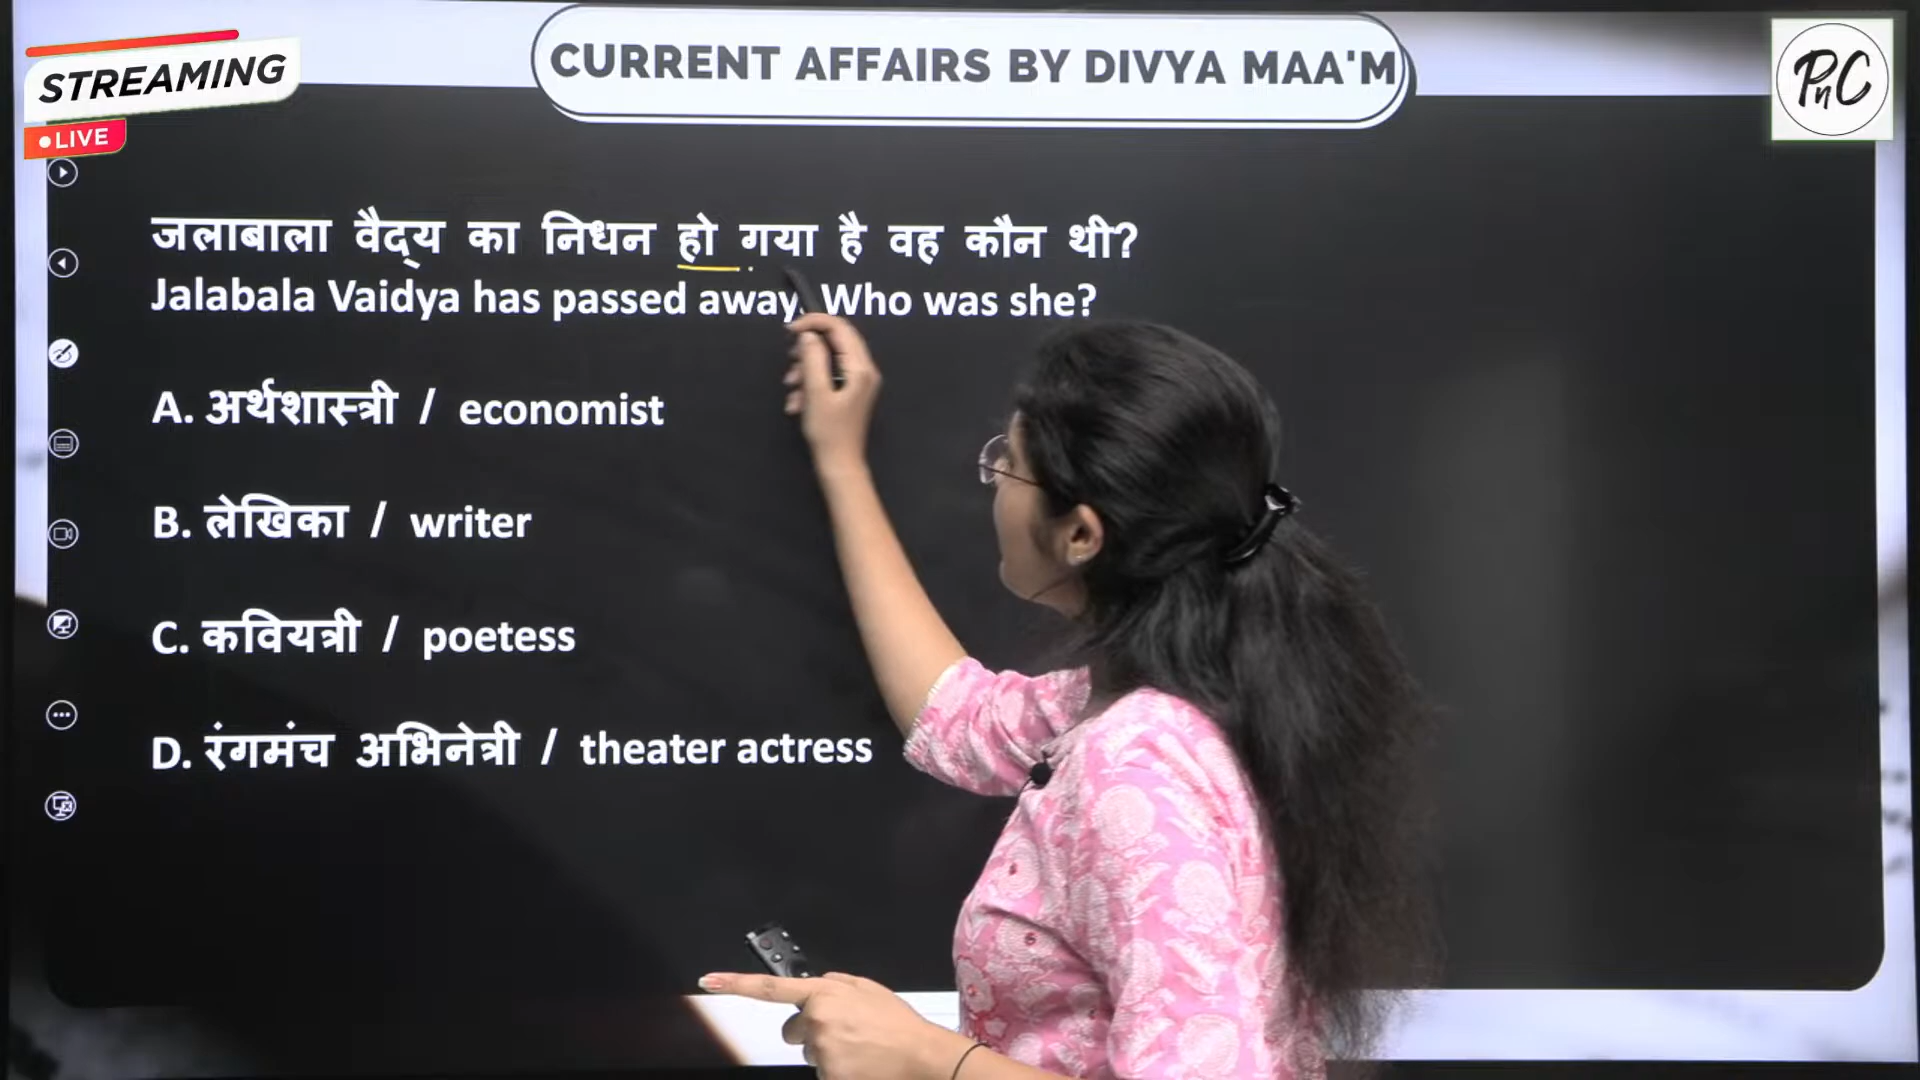 STREAMING
LIVE
CURRENT AFFAIRS BY DIVYA MAA'M
PnC
जलाबाला वैद्य का निधन हो गया है वह कौन थी?
Jalabala Vaidya has passed away. Who was she?
A. अर्थशास्त्री / economist
B. लेखिका / writer
C. कवियत्री / poetess
D. रंगमंच अभिनेत्री / theater actress